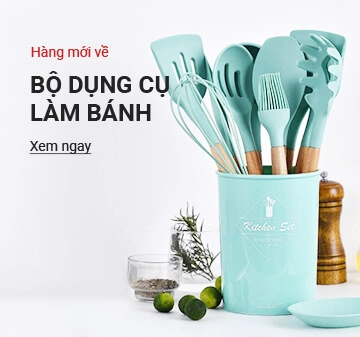 Hàng mới về
BỘ DỤNG CỤ
LÀM BÁNH
Xem ngay
Kitchen Set